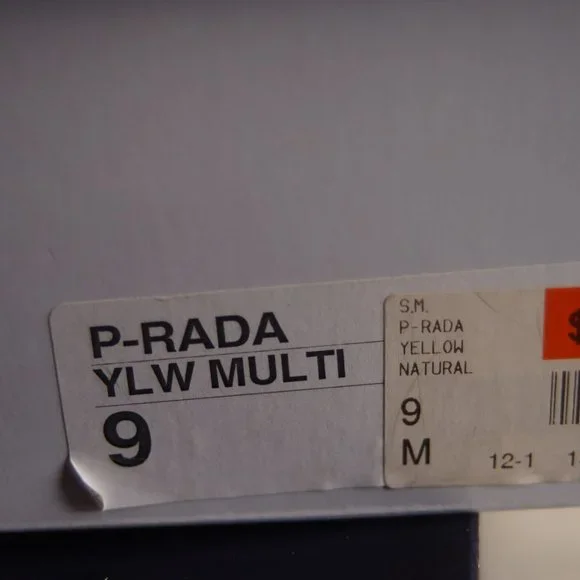 P-RADA
YLW MULTI
9
S.M.
P-RADA
YELLOW
NATURAL
9
M
12-1